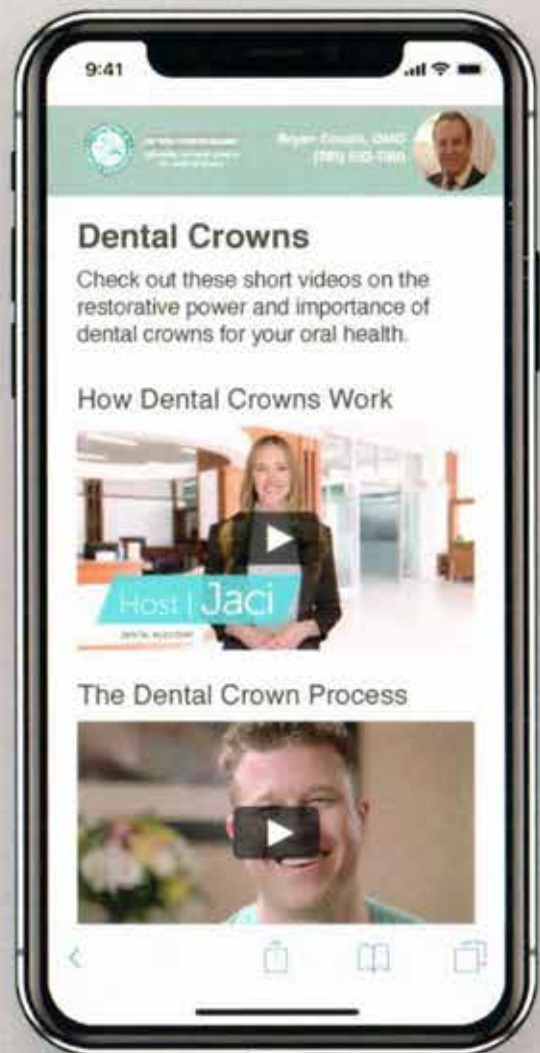 9:41
Dental Crowns
Check out these short videos on the
restorative power and importance of
dental crowns for your oral health.
How Dental Crowns Work
Host | Jaci
The Dental Crown Process